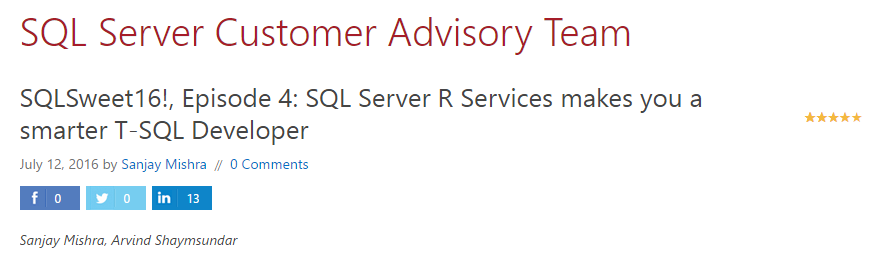 SQL Server Customer Advisory Team
SQLSweet16!, Episode 4: SQL Server R Services makes you a
smarter T-SQL Developer
July 12, 2016 by Sanjay Mishra // 0 Comments
f 0 0 in 13
Sanjay Mishra, Arvind Shaymsundar